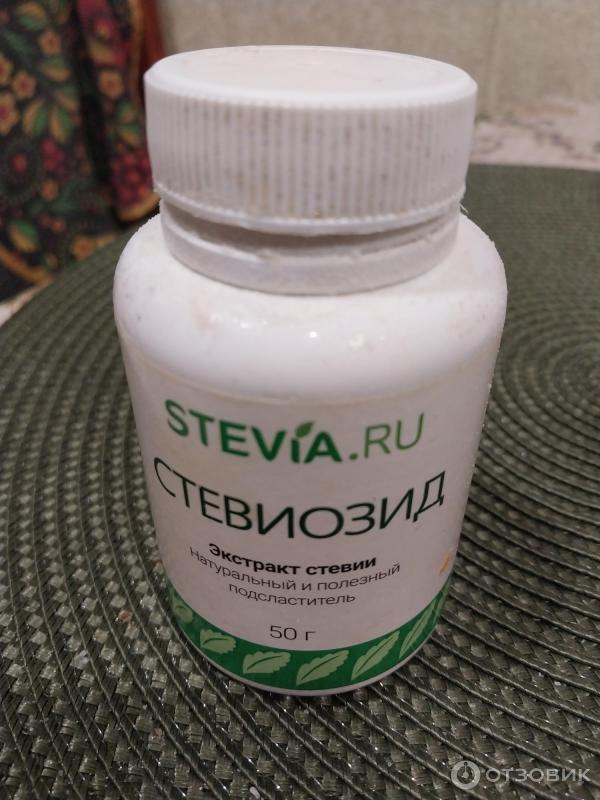 STEVIA.RU
СТЕВИОЗИД
Экстракт стевии
Натуральный и полезный
подсластитель
50 г
ОТЗОВИК